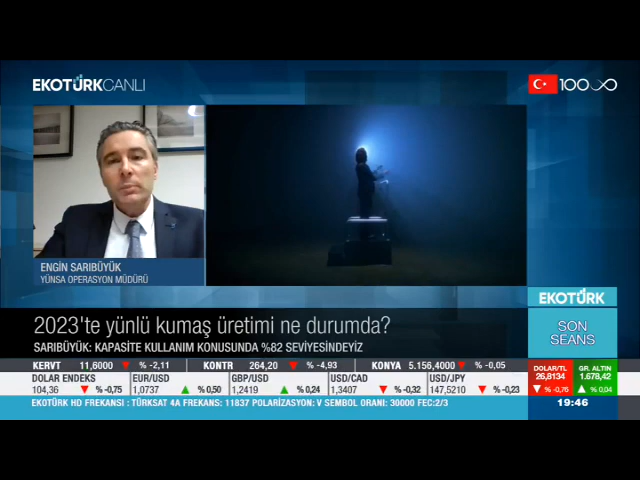 EKOTÜRK CANLI
100
ENGİN SARIBÜYÜK
YÜNSA OPERASYON MÜDÜRÜ
EKOTÜRK
SON
SEANS
2023'te yünlü kumaş üretimi ne durumda?
SARIBÜYÜK: KAPASİTE KULLANIM KONUSUNDA %82 SEVİYESİNDEYİZ
KERVT 11,6000 % -2,11 KONTR 264,20 % -4,93 KONYA 5.156,4000 % -0,05
DOLAR ENDEKS EUR/USD GBP/USD USD/CAD USD/JPY
104,36 % -0,75 1,0737 % 0,50 1,2419 % 0,24 1,3407 % -0,32 147,5210 % -0,23
DOLAR/TL GR. ALTIN
26,8134 1.678,42
% -0,76 % 0,04
EKOTÜRK HD FREKANSI : TÜRKSAT 4A FREKANS: 11837 POLARİZASYON: V SEMBOL ORANI: 30000 FEC:2/3
19:46